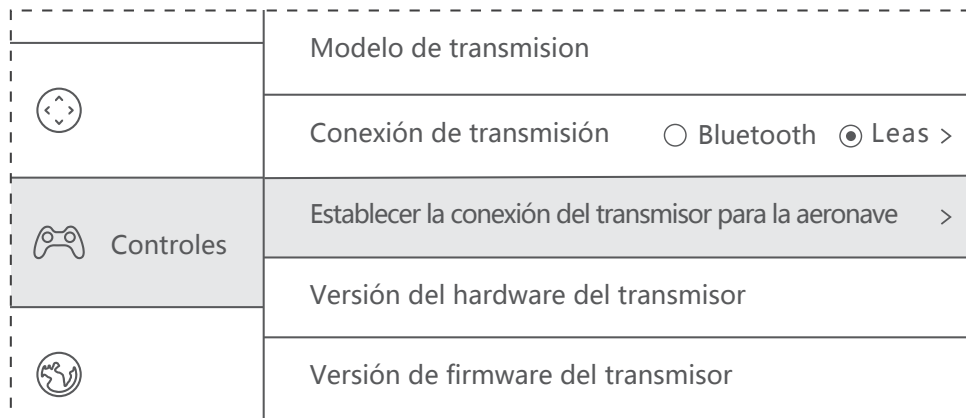 Modelo de transmision
Conexión de transmisión Bluetooth Leas >
Establecer la conexión del transmisor para la aeronave >
Controles
Versión del hardware del transmisor
Versión de firmware del transmisor